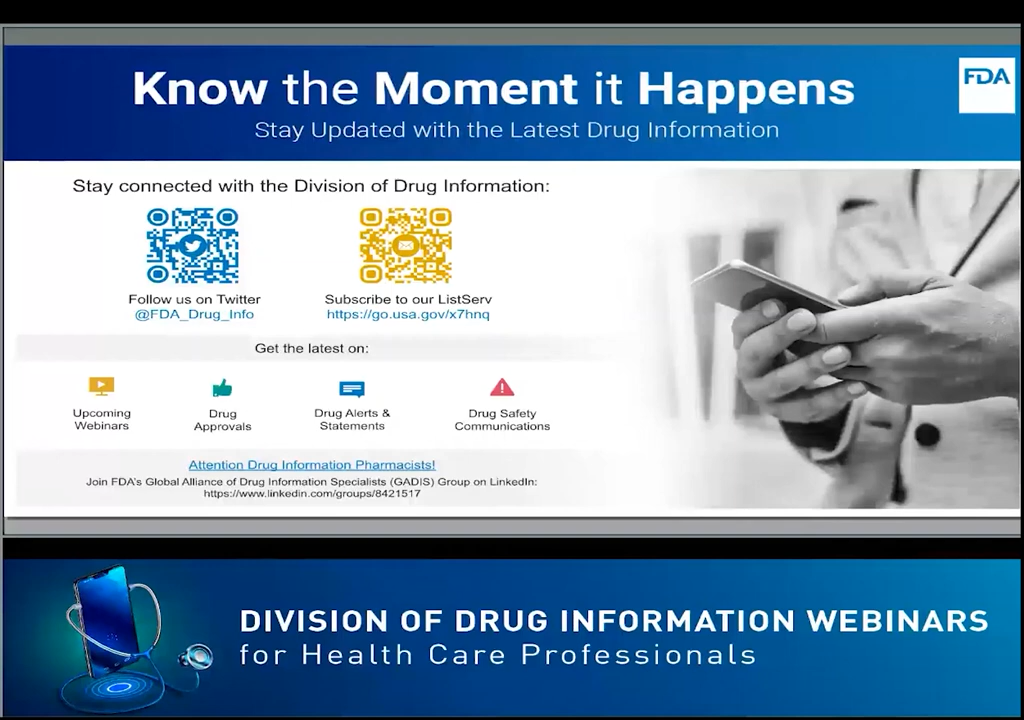 Know the Moment it Happens
FDA
Stay Updated with the Latest Drug Information
Stay connected with the Division of Drug Information:
Follow us on Twitter
@FDA_Drug_Info
Subscribe to our ListServ
https://go.usa.gov/x7hnq
Get the latest on:
Upcoming
Webinars
Drug
Approvals
Drug Alerts &
Statements
Drug Safety
Communications
Attention Drug Information Pharmacists!
Join FDA's Global Alliance of Drug Information Specialists (GADIS) Group on LinkedIn:
https://www.linkedin.com/groups/8421517
DIVISION OF DRUG INFORMATION WEBINARS
for Health Care Professionals